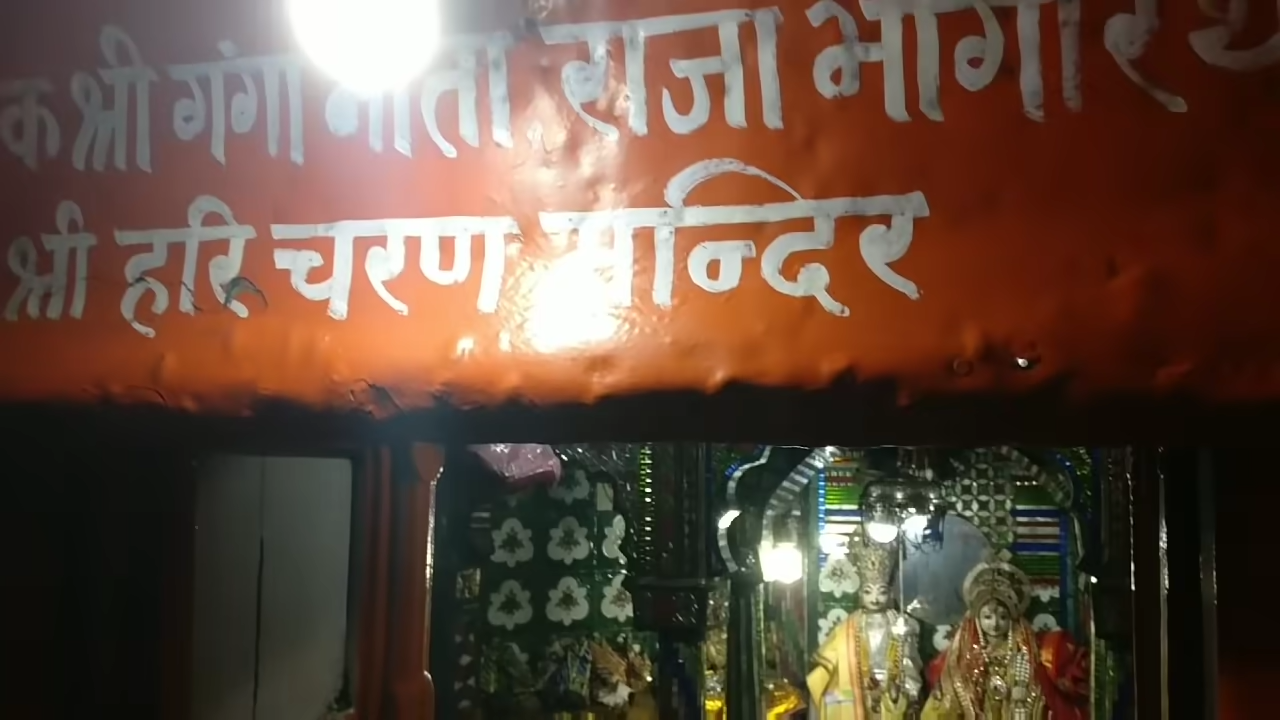 क श्री गंगा माता राजा भागीरथ
श्री हरि चरण मन्दिर